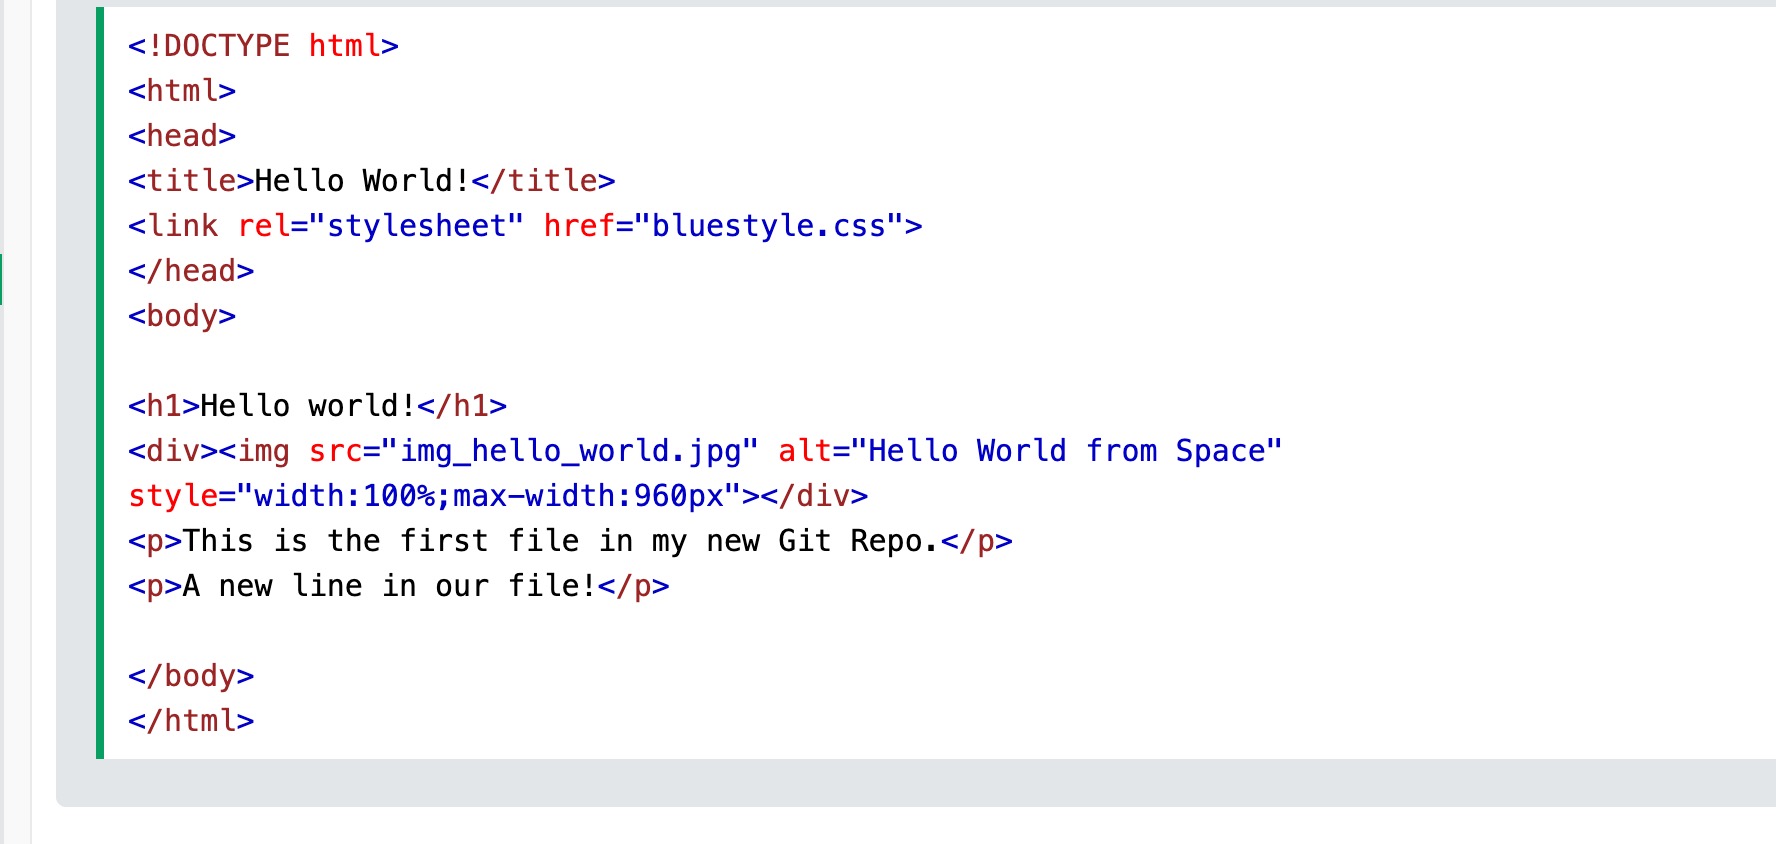 <!DOCTYPE html>
<html>
<head>
<title>Hello World!</title>
<link rel="stylesheet" href="bluestyle.css">
</head>
<body>
<h1>Hello world!</h1>
<div><img src="img_hello_world.jpg" alt="Hello World from Space"
style="width:100%;max-width:960px"></div>
<p>This is the first file in my new Git Repo.</p>
<p>A new line in our file!</p>
</body>
</html>